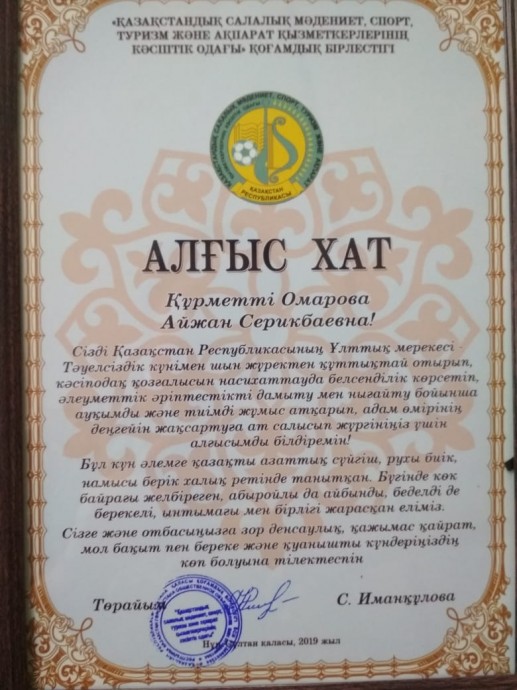 «ҚАЗАҚСТАНДЫҚ САЛАЛЫҚ МӘДЕНИЕТ, СПОРТ,
ТУРИЗМ ЖӘНЕ АҚПАРАТ ҚЫЗМЕТКЕРЛЕРІНІҢ
КӘСІПТІК ОДАҒЫ» ҚОҒАМДЫҚ БІРЛЕСТІГІ
ҚАЗАҚСТАН
РЕСПУБЛИКАСЫ
АЛҒЫС ХАТ
Құрметті Омарова
Айжан Серикбаевна!
Сізді Қазақстан Республикасының Ұлттық мерекесі -
Тәуелсіздік күнімен шын жүректен құттықтай отырып,
кәсіподақ қозғалысын насихаттауда белсенділік көрсетіп,
әлеуметтік әріптестікті дамыту мен нығайту бойынша
ауқымды және тиімді жұмыс атқарып, адам өмірінің
деңгейін жақсартуға ат салысып жүргініңіз үшін
алғысымды білдіремін!
Бұл күн әлемге қазақты азаттық сүйгіш, рухы биік,
намысы берік халық ретінде танытқан. Бүгінде көк
байрағы желбіреген, абыройлы да айбынды, беделді де
берекелі, ынтымағы мен бірлігі жарасқан еліміз.
Сізге және отбасыңызға зор денсаулық, қажымас қайрат,
мол бақыт пен береке және қуанышты күндеріңіздің
көп болуына тілектеспін
Төрайым С. Иманқұлова
Нұр-Сұлтан қаласы, 2019 жыл